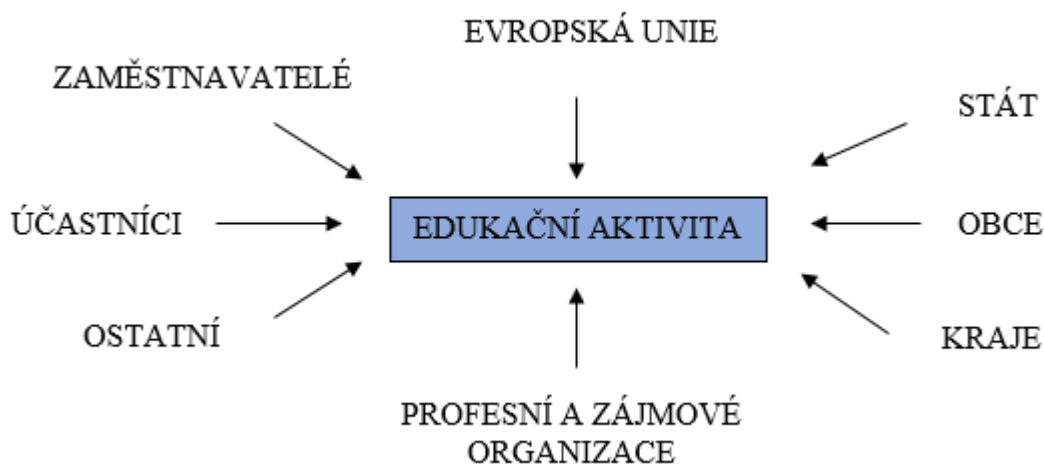 EVROPSKÁ UNIE
ZAMĚSTNAVATELÉ
STÁT
ÚČASTNÍCI
EDUKAČNÍ AKTIVITA
OBCE
OSTATNÍ
KRAJE
PROFESNÍ A ZÁJMOVÉ
ORGANIZACE